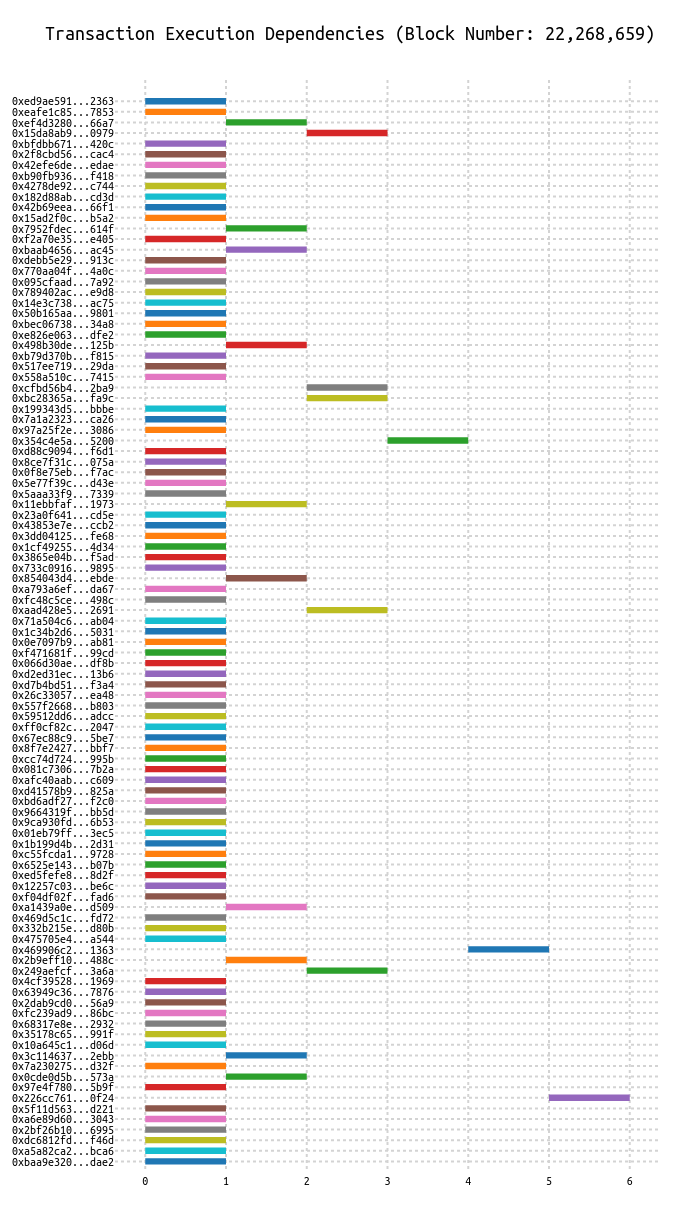 Transaction Execution Dependencies (Block Number: 22,268,659)
0xed9ae591...2363
0xeafe1c85...7853
0xef4d3280...66a7
0x15da8ab9...0979
0xbfdbb671...420c
0x2f8cbd56...cac4
0x42efe6de...edae
0xb90fb936...f418
0x4278de92...c744
0x182d88ab...cd3d
0x42b69eea...66f1
0x15ad2f0c...b5a2
0x7952fdec...614f
0xf2a70e35...e405
0xbaab4656...ac45
0xdebb5e29...913c
0x770aa04f...4a0c
0x095cfaad...7a92
0x789402ac...e9d8
0x14e3c738...ac75
0x50b165aa...9801
0xbec06738...34a8
0xe826e063...dfe2
0x498b30de...125b
0xb79d370b...f815
0x517ee719...29da
0x558a510c...7415
0xcfbd56b4...2ba9
0xbc28365a...fa9c
0x199343d5...bbbe
0x7a1a2323...ca26
0x97a25f2e...3086
0x354c4e5a...5200
0xd88c9094...f6d1
0x8ce7f31c...075a
0x0f8e75eb...f7ac
0x5e77f39c...d43e
0x5aaa33f9...7339
0x11ebbfaf...1973
0x23a0f641...cd5e
0x43853e7e...ccb2
0x3dd04125...fe68
0x1cf49255...4d34
0x3865e04b...f5ad
0x733c0916...9895
0x854043d4...ebde
0xa793a6ef...da67
0xfc48c5ce...498c
0xaad428e5...2691
0x71a504c6...ab04
0x1c34b2d6...5031
0x0e7097b9...ab81
0xf471681f...99cd
0x066d30ae...df8b
0xd2ed31ec...13b6
0xd7b4bd51...f3a4
0x26c33057...ea48
0x557f2668...b803
0x59512dd6...adcc
0xff0cf82c...2047
0x67ec88c9...5be7
0x8f7e2427...bbf7
0xcc74d724...995b
0x081c7306...7b2a
0xafc40aab...c609
0xd41578b9...825a
0xbd6adf27...f2c0
0x9664319f...bb5d
0x9ca930fd...6b53
0x01eb79ff...3ec5
0x1b199d4b...2d31
0xc55fcda1...9728
0x6525e143...b07b
0xed5fefe8...8d2f
0x12257c03...be6c
0xf04df02f...fad6
0xa1439a0e...d509
0x469d5c1c...fd72
0x332b215e...d80b
0x475705e4...a544
0x469906c2...1363
0x2b9eff10...488c
0x249aefcf...3a6a
0x4cf39528...1969
0x63949c36...7876
0x2dab9cd0...56a9
0xfc239ad9...86bc
0x68317e8e...2932
0x35178c65...991f
0x10a645c1...d06d
0x3c114637...2ebb
0x7a230275...d32f
0x0cde0d5b...573a
0x97e4f780...5b9f
0x226cc761...0f24
0x5f11d563...d221
0xa6e89d60...3043
0x2bf26b10...6995
0xdc6812fd...f46d
0xa5a82ca2...bca6
0xbaa9e320...dae2
0 1 2 3 4 5 6